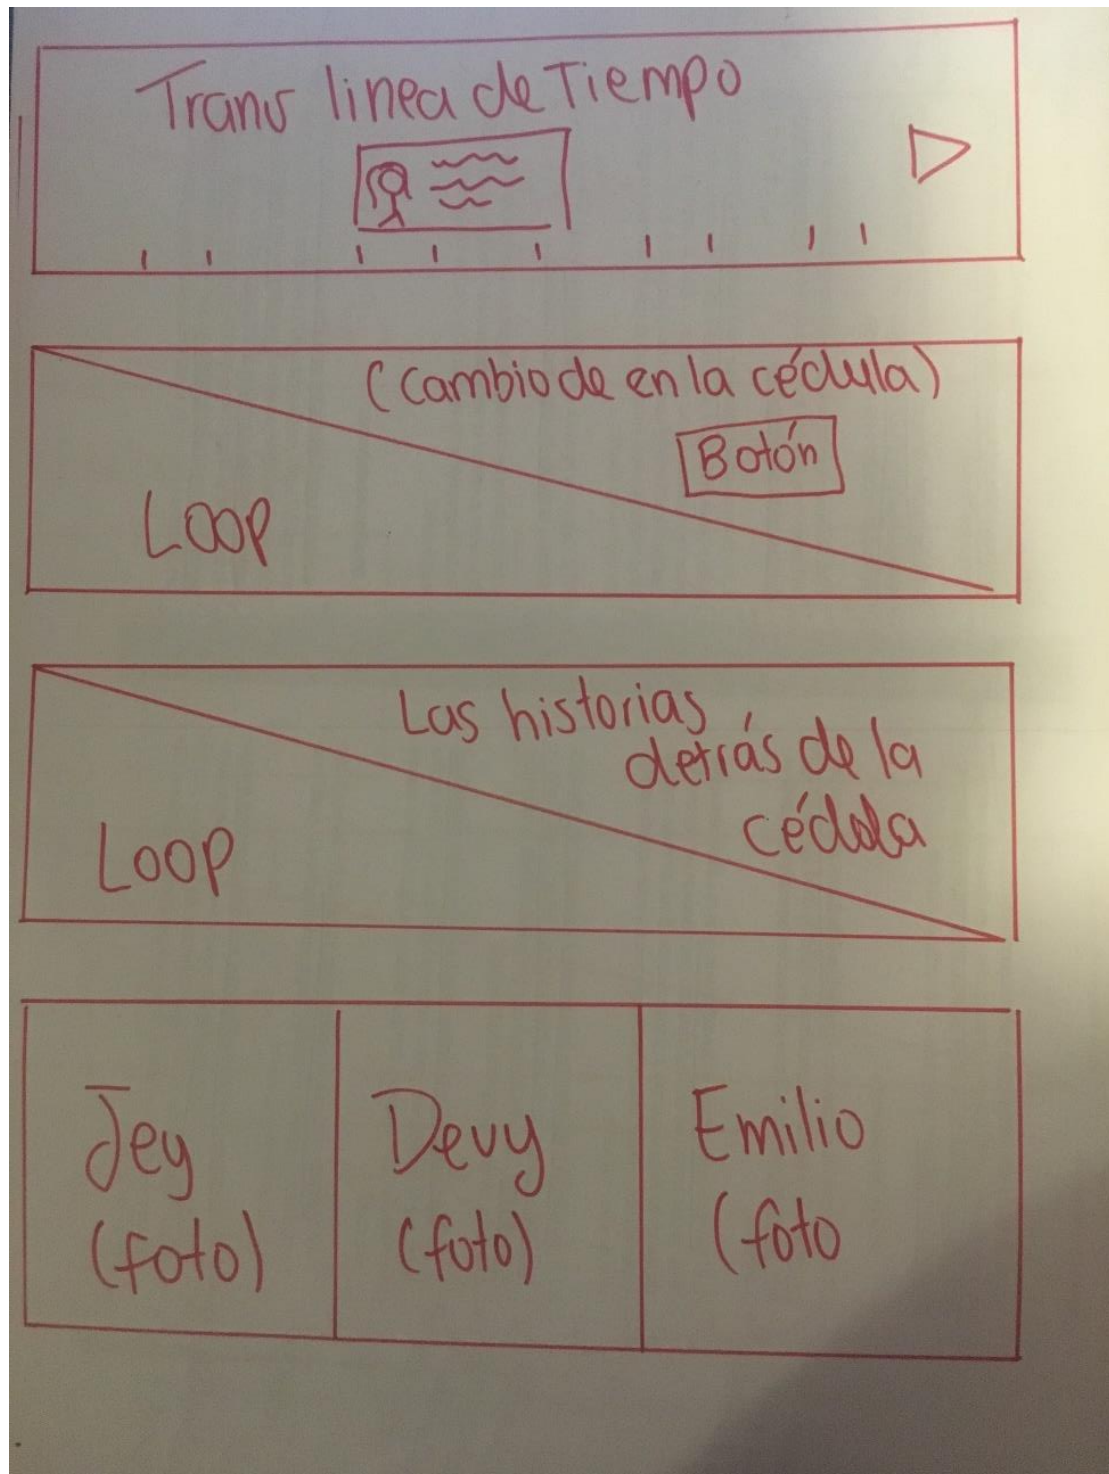 Trans linea de Tiempo
(cambio de en la cédula)
Botón
Loop
Las historias
detrás de la
cédula
Loop
Jey
(foto)
Devy
(foto)
Emilio
(foto